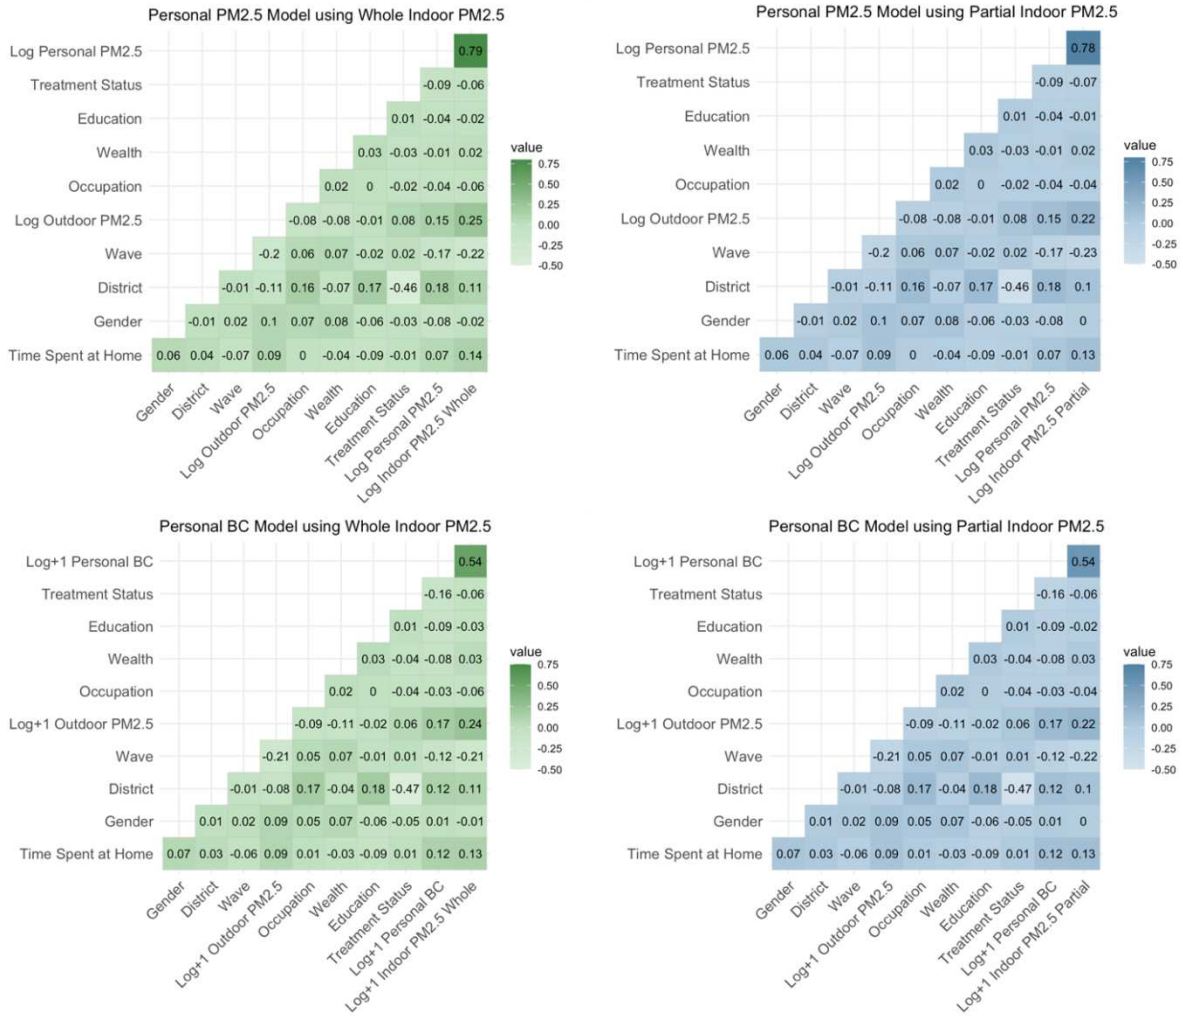 Personal PM2.5 Model using Whole Indoor PM2.5
Log Personal PM2.5 0.79
Treatment Status -0.09 -0.06
Education 0.01 -0.04 -0.02
Wealth 0.03 -0.03 -0.01 0.02
Occupation 0.02 0 -0.02 -0.04 -0.06
Log Outdoor PM2.5 -0.08 -0.08 -0.01 0.08 0.15 0.25
Wave -0.2 0.06 0.07 -0.02 0.02 -0.17 -0.22
District -0.01 -0.11 0.16 -0.07 0.17 -0.46 0.18 0.11
Gender -0.01 0.02 0.1 0.07 0.08 -0.06 -0.03 -0.08 -0.02
Time Spent at Home 0.06 0.04 -0.07 0.09 0 -0.04 -0.09 -0.01 0.07 0.14
Gender
District
Wave
Log Outdoor PM2.5
Occupation
Wealth
Education
Treatment Status
Log Personal PM2.5
Log Indoor PM2.5 Whole
value
0.75
0.50
0.25
0.00
-0.25
-0.50
Personal PM2.5 Model using Partial Indoor PM2.5
Log Personal PM2.5 0.78
Treatment Status -0.09 -0.07
Education 0.01 -0.04 -0.01
Wealth 0.03 -0.03 -0.01 0.02
Occupation 0.02 0 -0.02 -0.04 -0.04
Log Outdoor PM2.5 -0.08 -0.08 -0.01 0.08 0.15 0.22
Wave -0.2 0.06 0.07 -0.02 0.02 -0.17 -0.23
District -0.01 -0.11 0.16 -0.07 0.17 -0.46 0.18 0.1
Gender -0.01 0.02 0.1 0.07 0.08 -0.06 -0.03 -0.08 0
Time Spent at Home 0.06 0.04 -0.07 0.09 0 -0.04 -0.09 -0.01 0.07 0.13
Gender
District
Wave
Log Outdoor PM2.5
Occupation
Wealth
Education
Treatment Status
Log Personal PM2.5
Log Indoor PM2.5 Partial
value
0.75
0.50
0.25
0.00
-0.25
-0.50
Personal BC Model using Whole Indoor PM2.5
Log+1 Personal BC 0.54
Treatment Status -0.16 -0.06
Education 0.01 -0.09 -0.03
Wealth 0.03 -0.04 -0.08 0.03
Occupation 0.02 0 -0.04 -0.03 -0.06
Log+1 Outdoor PM2.5 -0.09 -0.11 -0.02 0.06 0.17 0.24
Wave -0.21 0.05 0.07 -0.01 0.01 -0.12 -0.21
District -0.01 -0.08 0.17 -0.04 0.18 -0.47 0.12 0.11
Gender 0.01 0.02 0.09 0.05 0.07 -0.06 -0.05 0.01 -0.01
Time Spent at Home 0.07 0.03 -0.06 0.09 0.01 -0.03 -0.09 0.01 0.12 0.13
Gender
District
Wave
Log+1 Outdoor PM2.5
Occupation
Wealth
Education
Treatment Status
Log+1 Personal BC
Log+1 Indoor PM2.5 Whole
value
0.75
0.50
0.25
0.00
-0.25
-0.50
Personal BC Model using Partial Indoor PM2.5
Log+1 Personal BC 0.54
Treatment Status -0.16 -0.06
Education 0.01 -0.09 -0.02
Wealth 0.03 -0.04 -0.08 0.03
Occupation 0.02 0 -0.04 -0.03 -0.04
Log+1 Outdoor PM2.5 -0.09 -0.11 -0.02 0.06 0.17 0.22
Wave -0.21 0.05 0.07 -0.01 0.01 -0.12 -0.22
District -0.01 -0.08 0.17 -0.04 0.18 -0.47 0.12 0.1
Gender 0.01 0.02 0.09 0.05 0.07 -0.06 -0.05 0.01 0
Time Spent at Home 0.07 0.03 -0.06 0.09 0.01 -0.03 -0.09 0.01 0.12 0.13
Gender
District
Wave
Log+1 Outdoor PM2.5
Occupation
Wealth
Education
Treatment Status
Log+1 Personal BC
Log+1 Indoor PM2.5 Partial
value
0.75
0.50
0.25
0.00
-0.25
-0.50